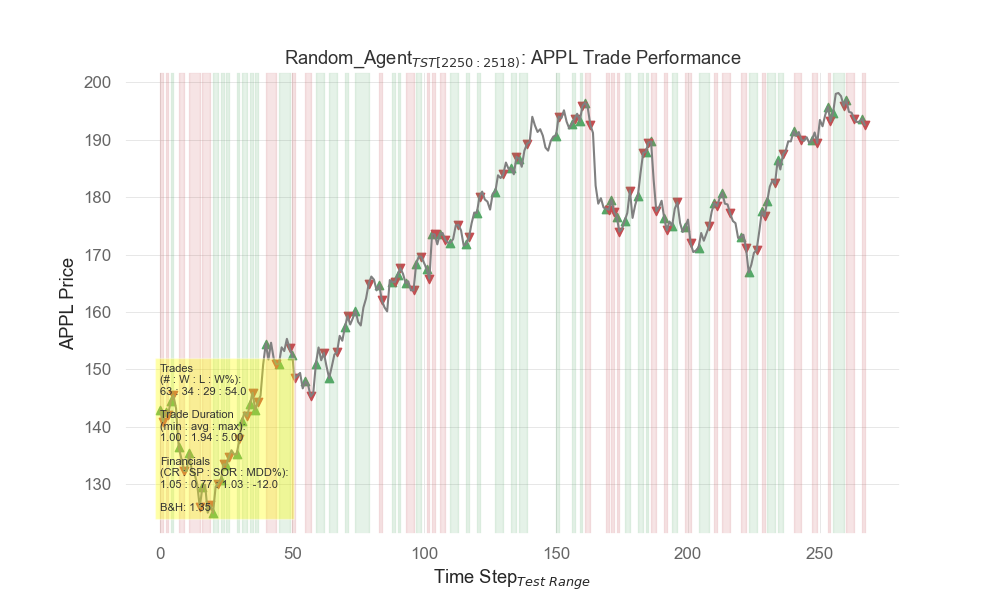 Random_Agent TST[2250 : 2518) : APPL Trade Performance
200
190
180
170
160
150
140
130
APPL Price
Trades
(# : W : L : W%):
63 : 34 : 29 : 54.0
Trade Duration
(min : avg : max):
1.00 : 1.94 : 5.00
Financials
(CR : SP : SOR : MDD%):
1.05 : 0.77 : 1.03 : -12.0
B&H: 1.35
0 50 100 150 200 250
Time Step Test Range